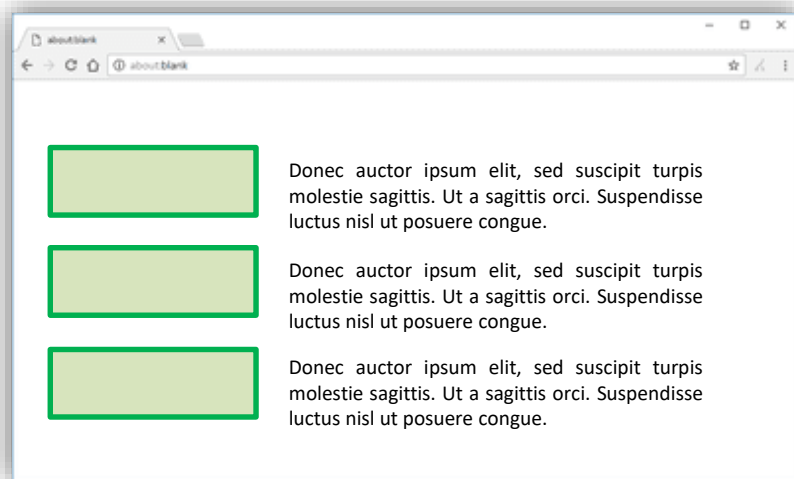 about:blank
about:blank
Donec auctor ipsum elit, sed suscipit turpis
molestie sagittis. Ut a sagittis orci. Suspendisse
luctus nisl ut posuere congue.
Donec auctor ipsum elit, sed suscipit turpis
molestie sagittis. Ut a sagittis orci. Suspendisse
luctus nisl ut posuere congue.
Donec auctor ipsum elit, sed suscipit turpis
molestie sagittis. Ut a sagittis orci. Suspendisse
luctus nisl ut posuere congue.